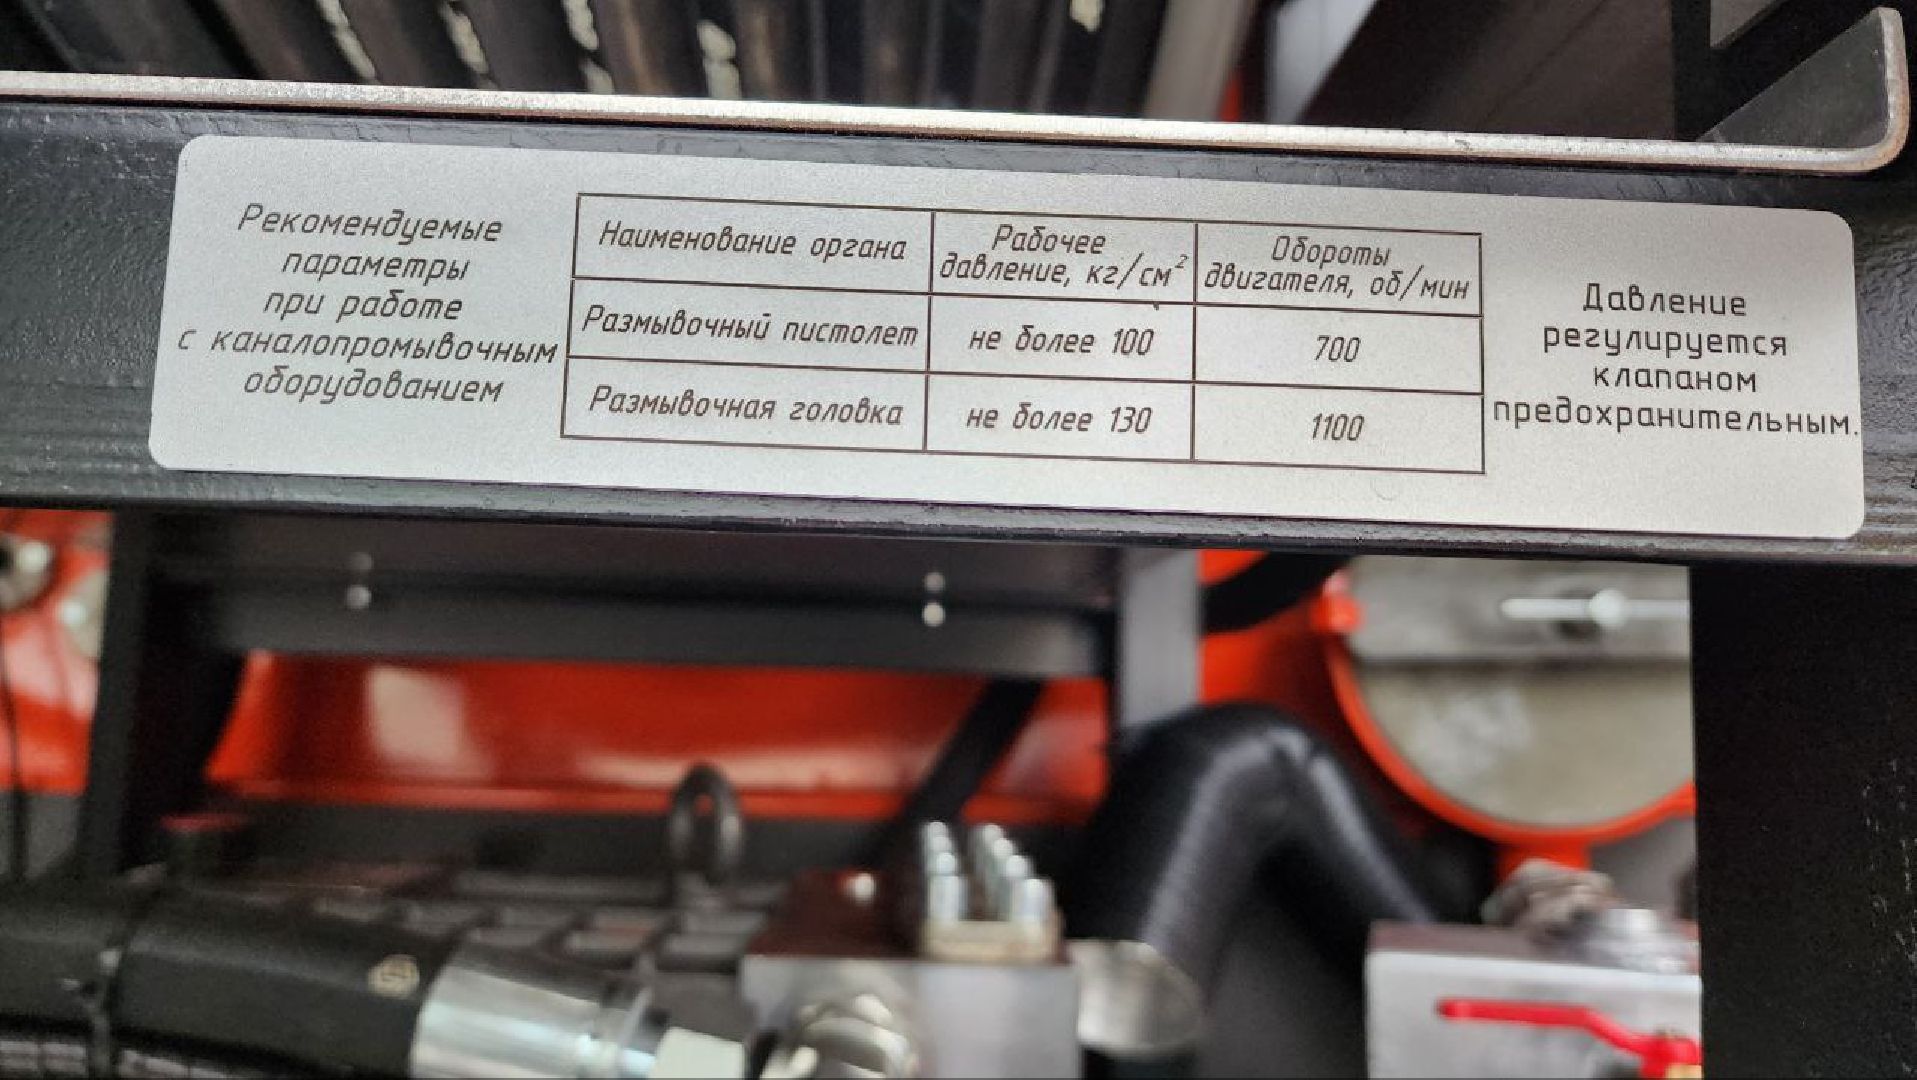 Рекомендуемые
параметры
при работе
с каналопромывочным
оборудованием
Наименование органа
Рабочее
давление, кг/см²
Обороты
двигателя, об/мин
Размывочный пистолет
не более 100
700
Размывочная головка
не более 130
1100
Давление
регулируется
клапаном
предохранительным.